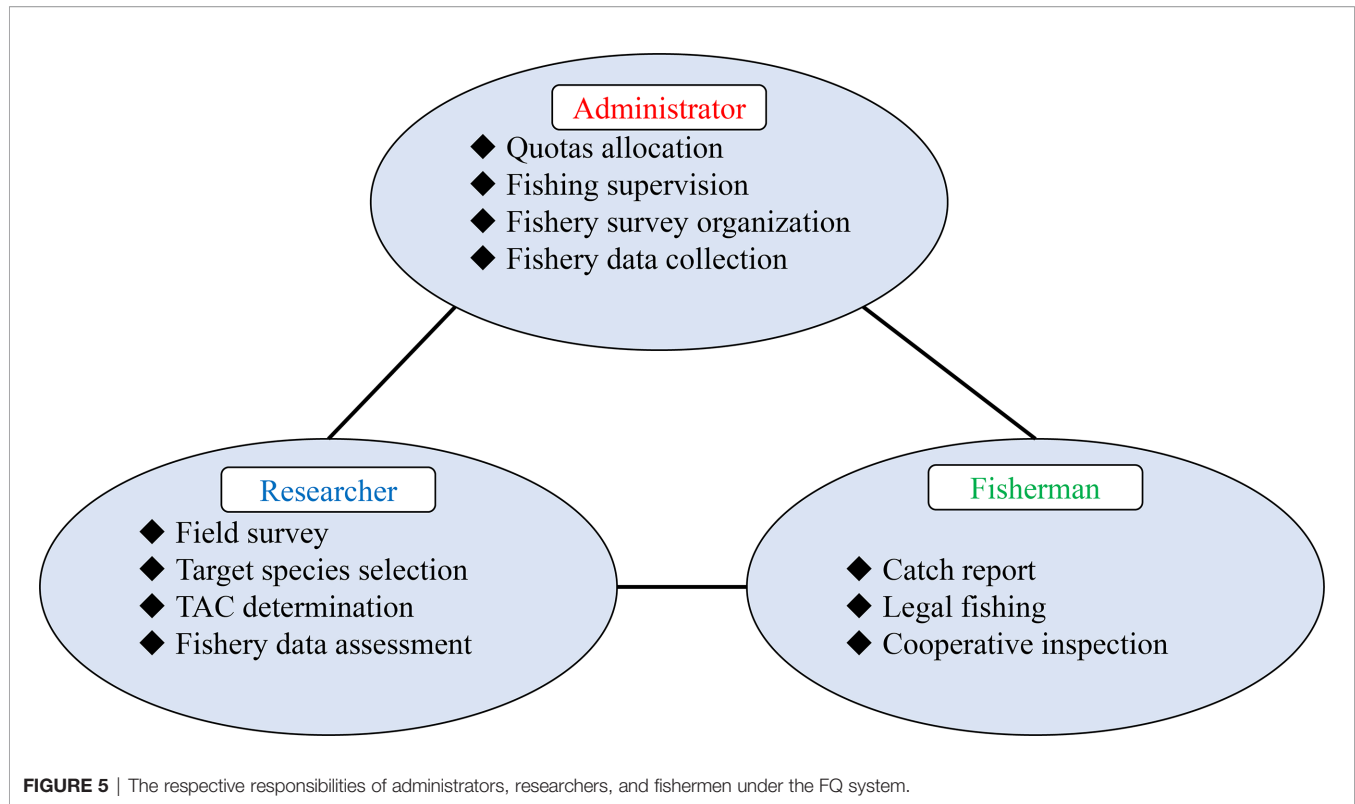 Administrator
◆ Quotas allocation
◆ Fishing supervision
◆ Fishery survey organization
◆ Fishery data collection
Researcher
◆ Field survey
◆ Target species selection
◆ TAC determination
◆ Fishery data assessment
Fisherman
◆ Catch report
◆ Legal fishing
◆ Cooperative inspection
FIGURE 5 | The respective responsibilities of administrators, researchers, and fishermen under the FQ system.